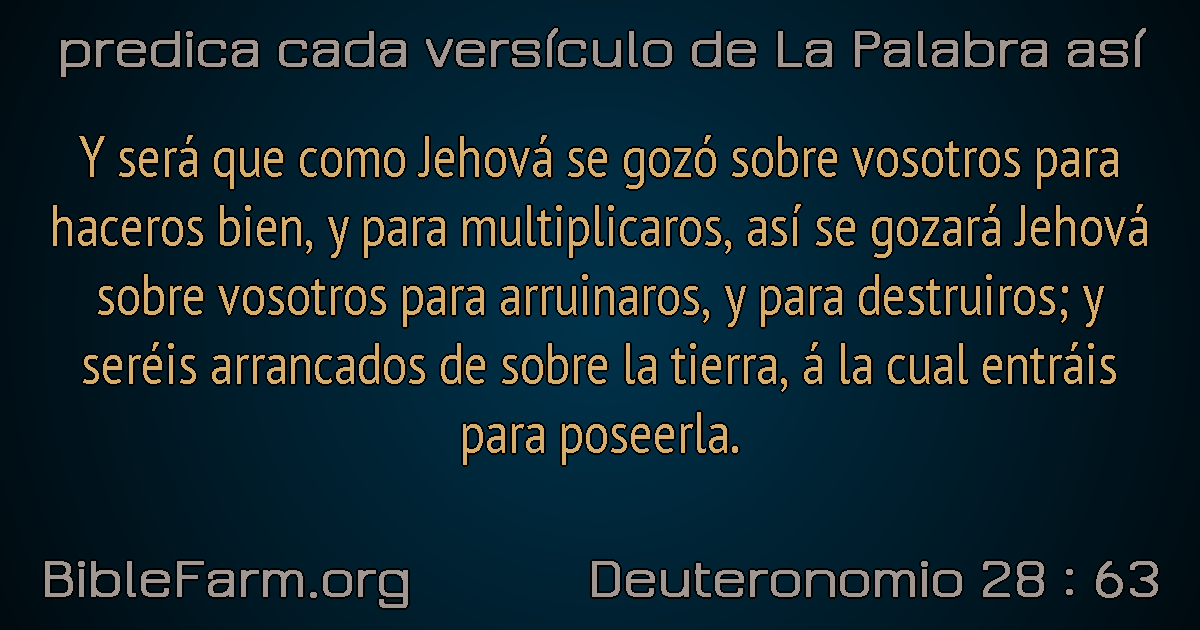 predica cada versículo de La Palabra así
Y será que como Jehová se gozó sobre vosotros para
haceros bien, y para multiplicaros, así se gozará Jehová
sobre vosotros para arruinaros, y para destruiros; y
seréis arrancados de sobre la tierra, á la cual entráis
para poseerla.
BibleFarm.org
Deuteronomio 28 : 63